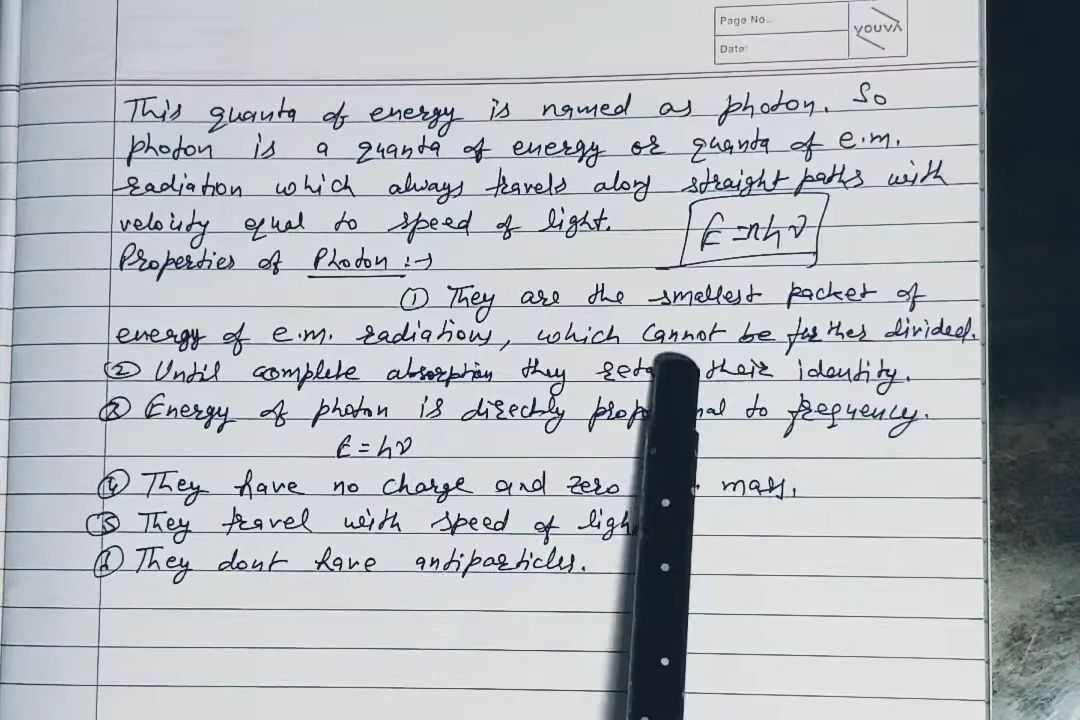 Page No.
Date:
YOUVA
This quanta of energy is named as photon. So
photon is a quanta of energy or quanta of e.m.
radiation which always travels along straight paths with
velocity equal to speed of light.
E=nhν
Properties of Photon :→
① They are the smallest packet of
energy of e.m. radiations, which cannot be further divided.
② Until complete absorption they their identity.
③ Energy of photon is directly to frequency.
E=hν
④ They have no charge and zero mass.
⑤ They travel with speed of
⑥ They dont have antiparticles.